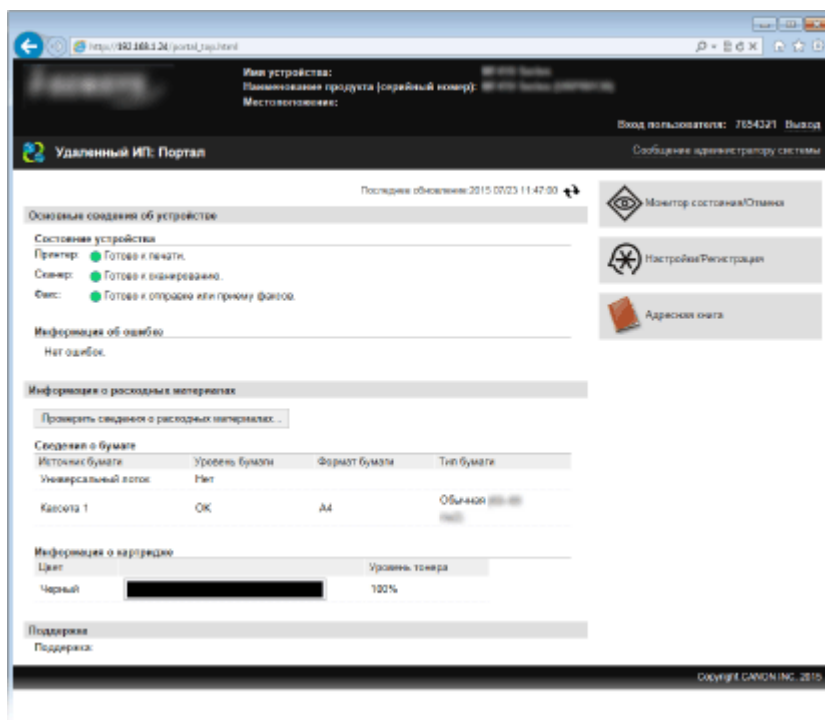 https://192.168.1.24/portal_top.html
Имя устройства:
Наименование продукта (серийный номер):
Местоположение:
Вход пользователя: 7654321 Выход
Удаленный ИП: Портал
Сообщение администратору системы
Последнее обновление:2015 07/23 11:47:00
Основные сведения об устройстве
Состояние устройства
Принтер: Готово к печати.
Сканер: Готово к сканированию.
Факс: Готово к отправке или приему факсов.
Информация об ошибке
Нет ошибок.
Монитор состояния/Отмена
Настройки/Регистрация
Адресная книга
Информация о расходных материалах
Проверить сведения о расходных материалах...
Сведения о бумаге
Источник бумаги Уровень бумаги Формат бумаги Тип бумаги
Универсальный лоток Нет
Кассета 1 OK A4 Обычная
Информация о картридже
Цвет Уровень тонера
Черный 100%
Поддержка
Поддержка:
Copyright CANON INC. 2015